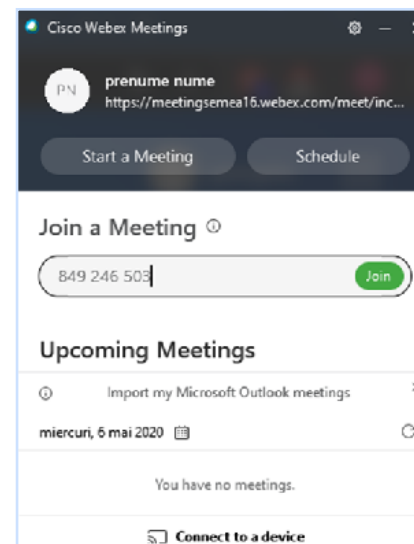 Cisco Webex Meetings
PN
prenume nume
https://meetingsemea16.webex.com/meet/inc...
Start a Meeting
Schedule
Join a Meeting
849 246 503
Join
Upcoming Meetings
Import my Microsoft Outlook meetings
miercuri, 6 mai 2020
You have no meetings.
Connect to a device